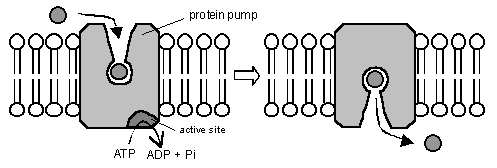 protein pump
active site
ATP
ADP + Pi